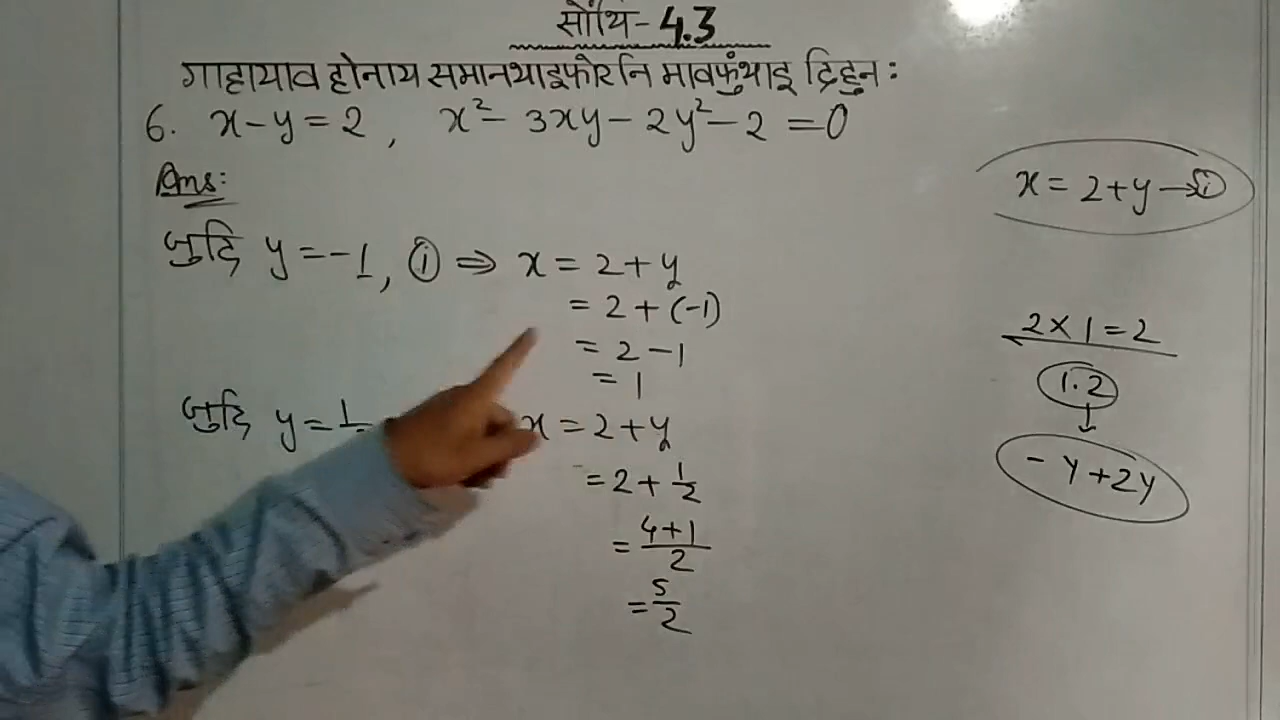 सोंथि- 4.3
गाहायाव होनाय समानथाइफोरनि मावफुंथाइ दिहुन :
6. x - y = 2 , x² - 3xy - 2y² - 2 = 0
Ans:
x = 2 + y → ①
जुदि y = -1, ① ⇒ x = 2 + y
= 2 + (-1)
= 2 - 1
= 1
जुदि y = 1 x = 2 + y
= 2 + 1/2
= 4+1/2
= 5/2
2 × 1 = 2
1.2
↓
- y + 2y